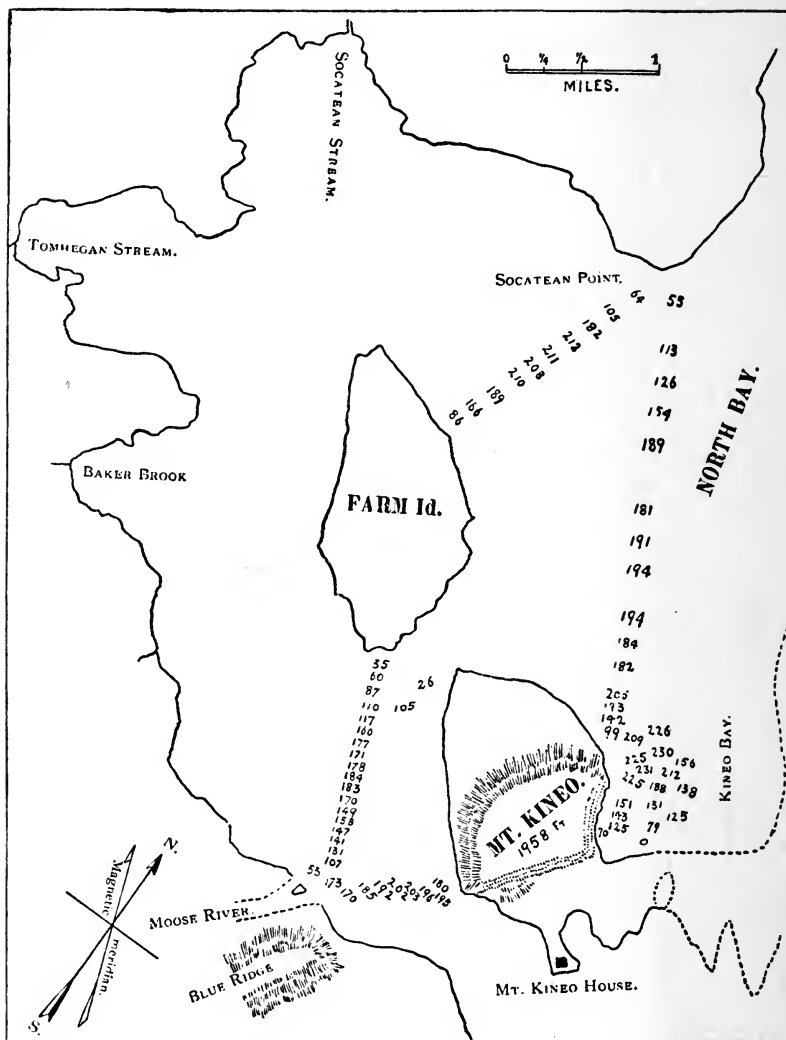 0 ¼ ½ 1
MILES.
SOCATEAN STREAM.
TOMHEGAN STREAM.
SOCATEAN POINT.
64 53
105
182
212
211
208
210
189
166
86
113
126
154
189
NORTH BAY.
181
191
194
194
184
182
BAKER BROOK
FARM Id.
35
60
87
26
110 105
117
160
177
171
178
184
183
170
149
158
147
141
131
107
53
173
170
185
192
202
203
196
180
195
205
193
142
99 209 226
225 230 156
231 212
225 188 138
151 131
143 125
70 125 79
KINEO BAY.
MT. KINEO.
1958 FT
MOOSE RIVER
BLUE RIDGE
MT. KINEO HOUSE.
N.
Magnetic meridian.
S.